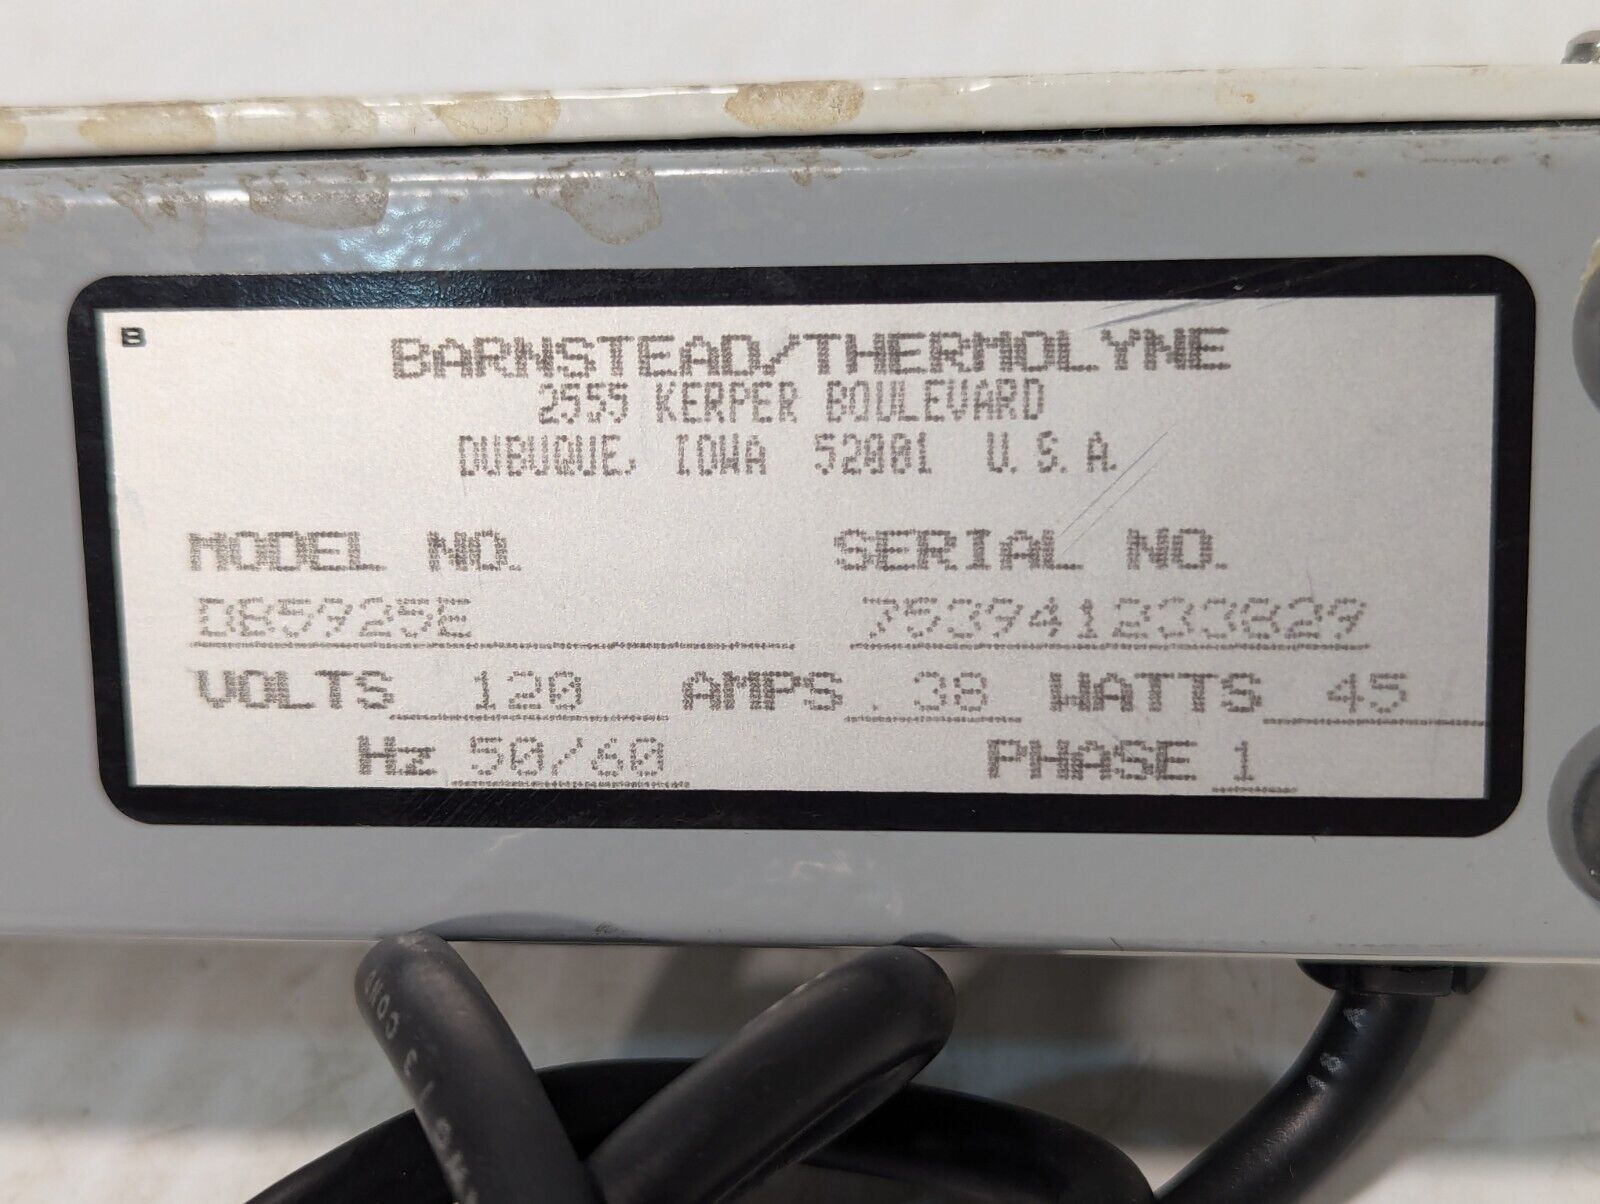 B
BARNSTEAD/THERMOLYNE
2555 KERPER BOULEVARD
DUBUQUE, IOWA 52001 U.S.A.
MODEL NO. SERIAL NO.
DB5925E 753941233829
VOLTS 120 AMPS .38 WATTS 45
Hz 50/60 PHASE 1